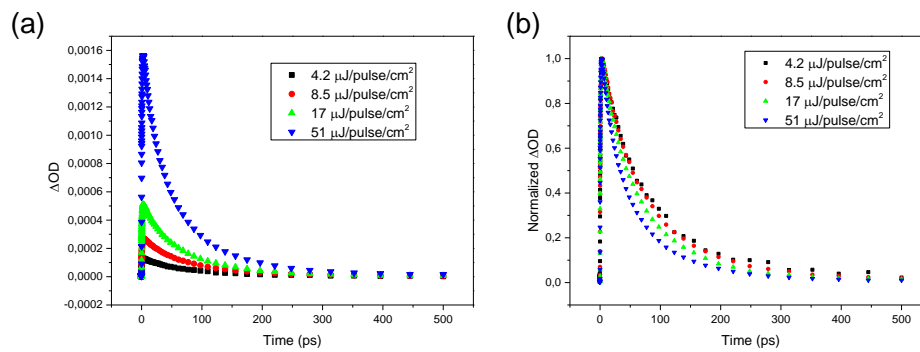 (a)
0,0016
0,0014
0,0012
0,0010
0,0008
0,0006
0,0004
0,0002
0,0000
-0,0002
ΔOD
4.2 μJ/pulse/cm²
8.5 μJ/pulse/cm²
17 μJ/pulse/cm²
51 μJ/pulse/cm²
-100 0 100 200 300 400 500
Time (ps)
(b)
1,0
0,8
0,6
0,4
0,2
0,0
Normalized ΔOD
4.2 μJ/pulse/cm²
8.5 μJ/pulse/cm²
17 μJ/pulse/cm²
51 μJ/pulse/cm²
-100 0 100 200 300 400 500
Time (ps)